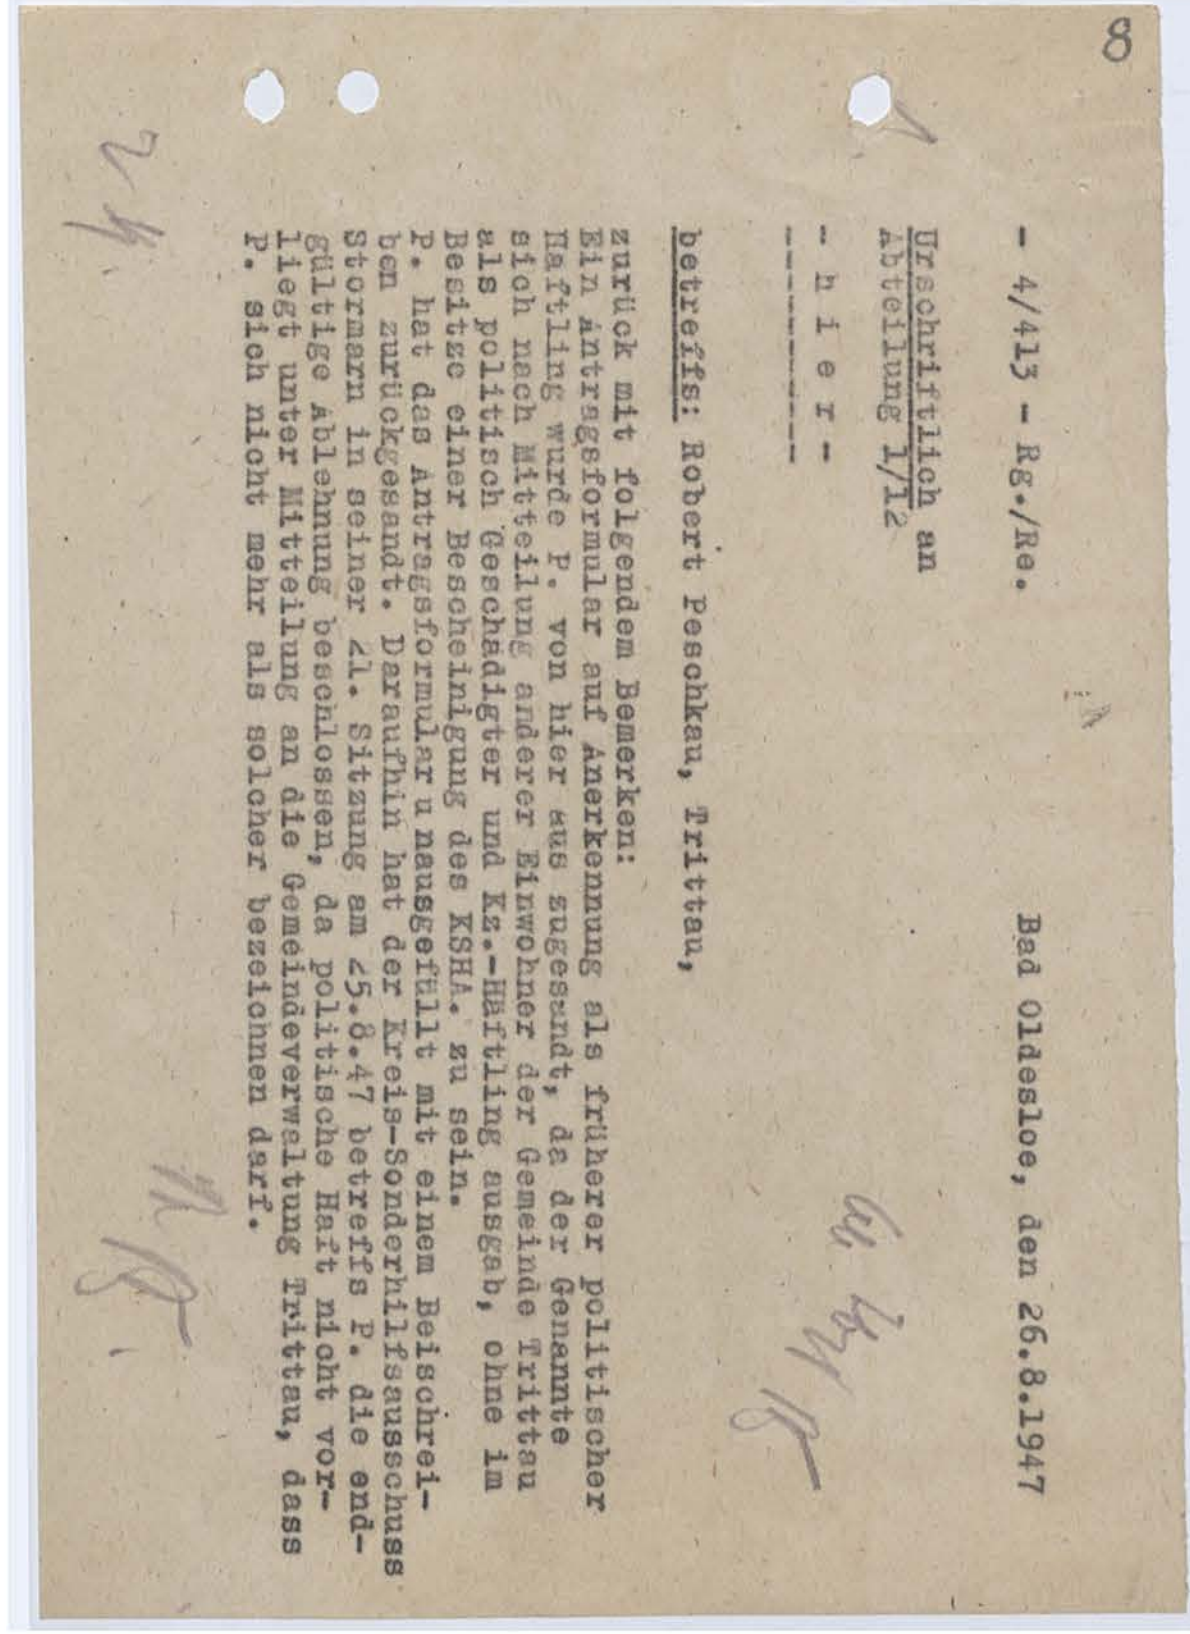 8
- 4/413 - Rg./Re.
Bad Oldesloe, den 26.8.1947
Urschriftlich an
Abteilung 1/12
- h i e r -
-------------
betreffs: Robert Peschkau, Trittau,
zurück mit folgendem Bemerken:
Ein Antragsformular auf Anerkennung als früherer politischer
Häftling wurde P. von hier aus zugesandt, da der Genannte
sich nach Mitteilung anderer Einwohner der Gemeinde Trittau
als politisch Geschädigter und Kz.-Häftling ausgab, ohne im
Besitze einer Bescheinigung des KSHA. zu sein.
P. hat das Antragsformular unausgefüllt mit einem Beischrei-
ben zurückgesandt. Daraufhin hat der Kreis-Sonderhilfsausschuss
Stormarn in seiner 21. Sitzung am 25.8.47 betreffs P. die end-
gültige Ablehnung beschlossen, da politische Haft nicht vor-
liegt unter Mitteilung an die Gemeindeverwaltung Trittau, dass
P. sich nicht mehr als solcher bezeichnen darf.